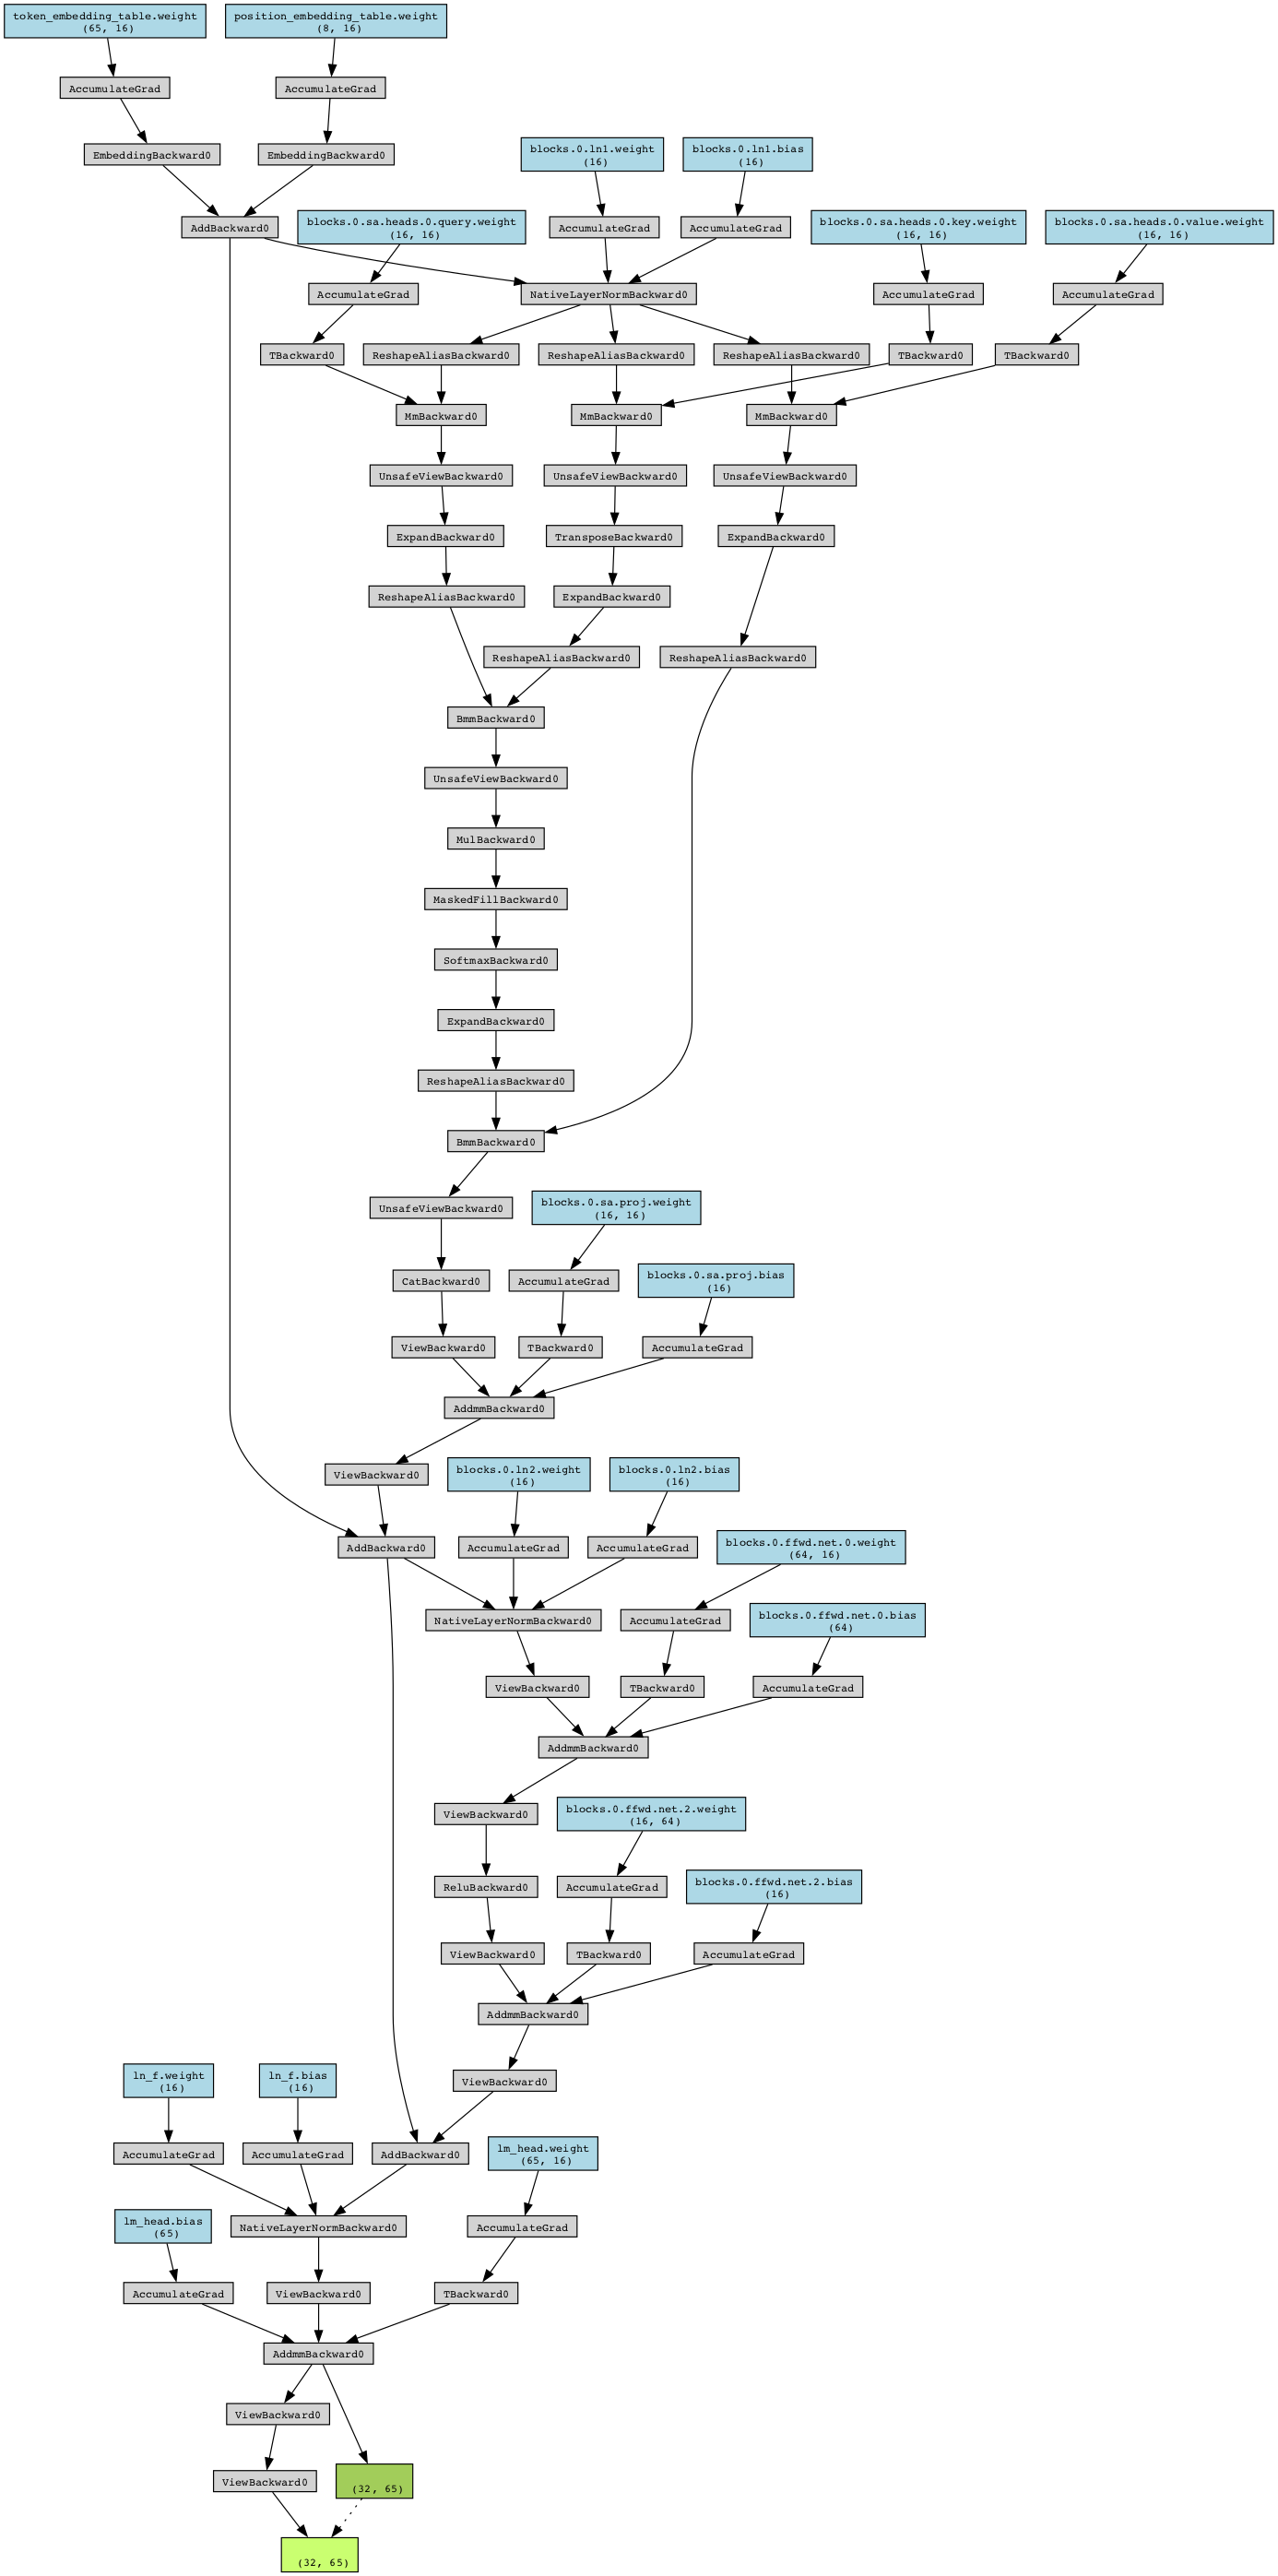 token_embedding_table.weight
(65, 16)
position_embedding_table.weight
(8, 16)
AccumulateGrad
AccumulateGrad
EmbeddingBackward0
EmbeddingBackward0
blocks.0.ln1.weight
(16)
blocks.0.ln1.bias
(16)
AddBackward0
blocks.0.sa.heads.0.query.weight
(16, 16)
AccumulateGrad
AccumulateGrad
blocks.0.sa.heads.0.key.weight
(16, 16)
blocks.0.sa.heads.0.value.weight
(16, 16)
AccumulateGrad
NativeLayerNormBackward0
AccumulateGrad
AccumulateGrad
TBackward0
ReshapeAliasBackward0
ReshapeAliasBackward0
ReshapeAliasBackward0
TBackward0
TBackward0
MmBackward0
MmBackward0
MmBackward0
UnsafeViewBackward0
UnsafeViewBackward0
UnsafeViewBackward0
ExpandBackward0
TransposeBackward0
ExpandBackward0
ReshapeAliasBackward0
ExpandBackward0
ReshapeAliasBackward0
ReshapeAliasBackward0
BmmBackward0
UnsafeViewBackward0
MulBackward0
MaskedFillBackward0
SoftmaxBackward0
ExpandBackward0
ReshapeAliasBackward0
BmmBackward0
UnsafeViewBackward0
blocks.0.sa.proj.weight
(16, 16)
CatBackward0
AccumulateGrad
blocks.0.sa.proj.bias
(16)
ViewBackward0
TBackward0
AccumulateGrad
AddmmBackward0
ViewBackward0
blocks.0.ln2.weight
(16)
blocks.0.ln2.bias
(16)
AddBackward0
AccumulateGrad
AccumulateGrad
blocks.0.ffwd.net.0.weight
(64, 16)
NativeLayerNormBackward0
AccumulateGrad
blocks.0.ffwd.net.0.bias
(64)
ViewBackward0
TBackward0
AccumulateGrad
AddmmBackward0
ViewBackward0
blocks.0.ffwd.net.2.weight
(16, 64)
ReluBackward0
AccumulateGrad
blocks.0.ffwd.net.2.bias
(16)
ViewBackward0
TBackward0
AccumulateGrad
AddmmBackward0
ln_f.weight
(16)
ln_f.bias
(16)
ViewBackward0
AccumulateGrad
AccumulateGrad
AddBackward0
lm_head.weight
(65, 16)
lm_head.bias
(65)
NativeLayerNormBackward0
AccumulateGrad
AccumulateGrad
ViewBackward0
TBackward0
AddmmBackward0
ViewBackward0
ViewBackward0
(32, 65)
(32, 65)